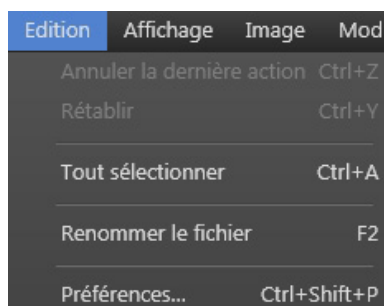 Edition Affichage Image Mod
Annuler la dernière action Ctrl+Z
Rétablir Ctrl+Y
Tout sélectionner Ctrl+A
Renommer le fichier F2
Préférences... Ctrl+Shift+P